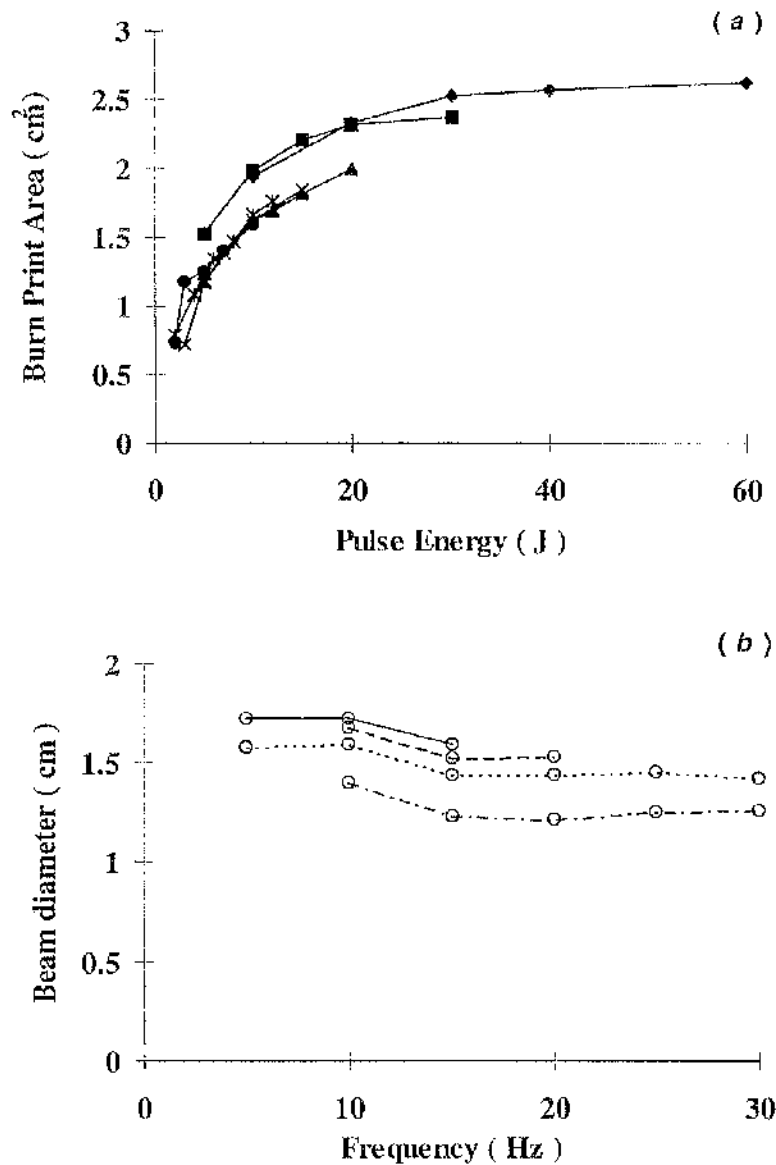 ( a )
3
2.5
2
1.5
1
0.5
0
Burn Print Area ( cm² )
0 20 40 60
Pulse Energy ( J )
( b )
2
1.5
1
0.5
0
Beam diameter ( cm )
0 10 20 30
Frequency ( Hz )